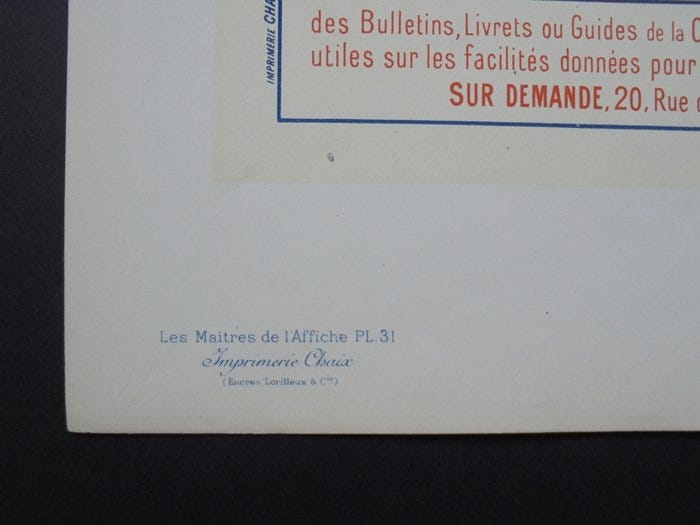 des Bulletins, Livrets ou Guides de la
utiles sur les facilités données pour
SUR DEMANDE, 20, Rue
IMPRIMERIE CHA
Les Maîtres de l'Affiche PL.31
Imprimerie Chaix
(Encres Lorilleux & Cie)